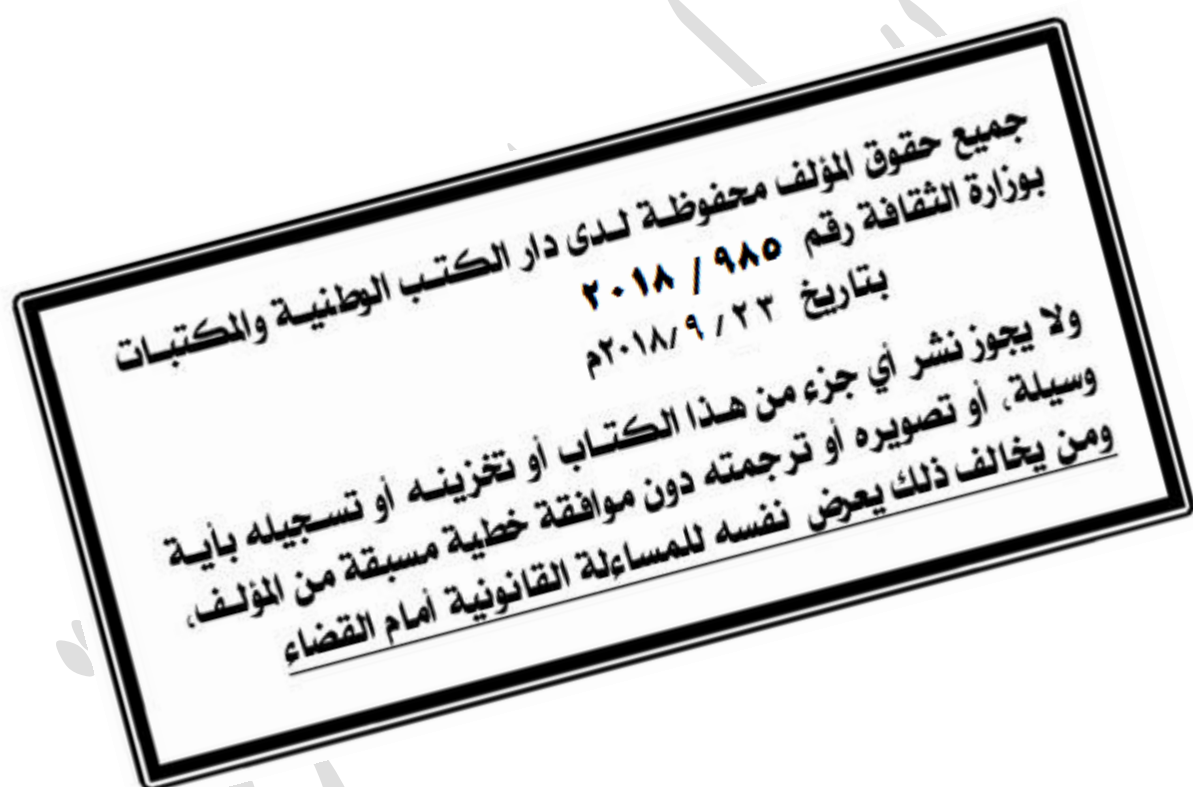 جميع حقوق المؤلف محفوظة لدى دار الكتب الوطنية والمكتبات
بوزارة الثقافة رقم ٩٨٥ / ٢٠١٨
بتاريخ ٢٣ / ٩ /٢٠١٨م
ولا يجوز نشر أي جزء من هذا الكتاب أو تخزينه أو تسجيله بأية
وسيلة، أو تصويره أو ترجمته دون موافقة خطية مسبقة من المؤلف،
ومن يخالف ذلك يعرض نفسه للمساءلة القانونية أمام القضاء